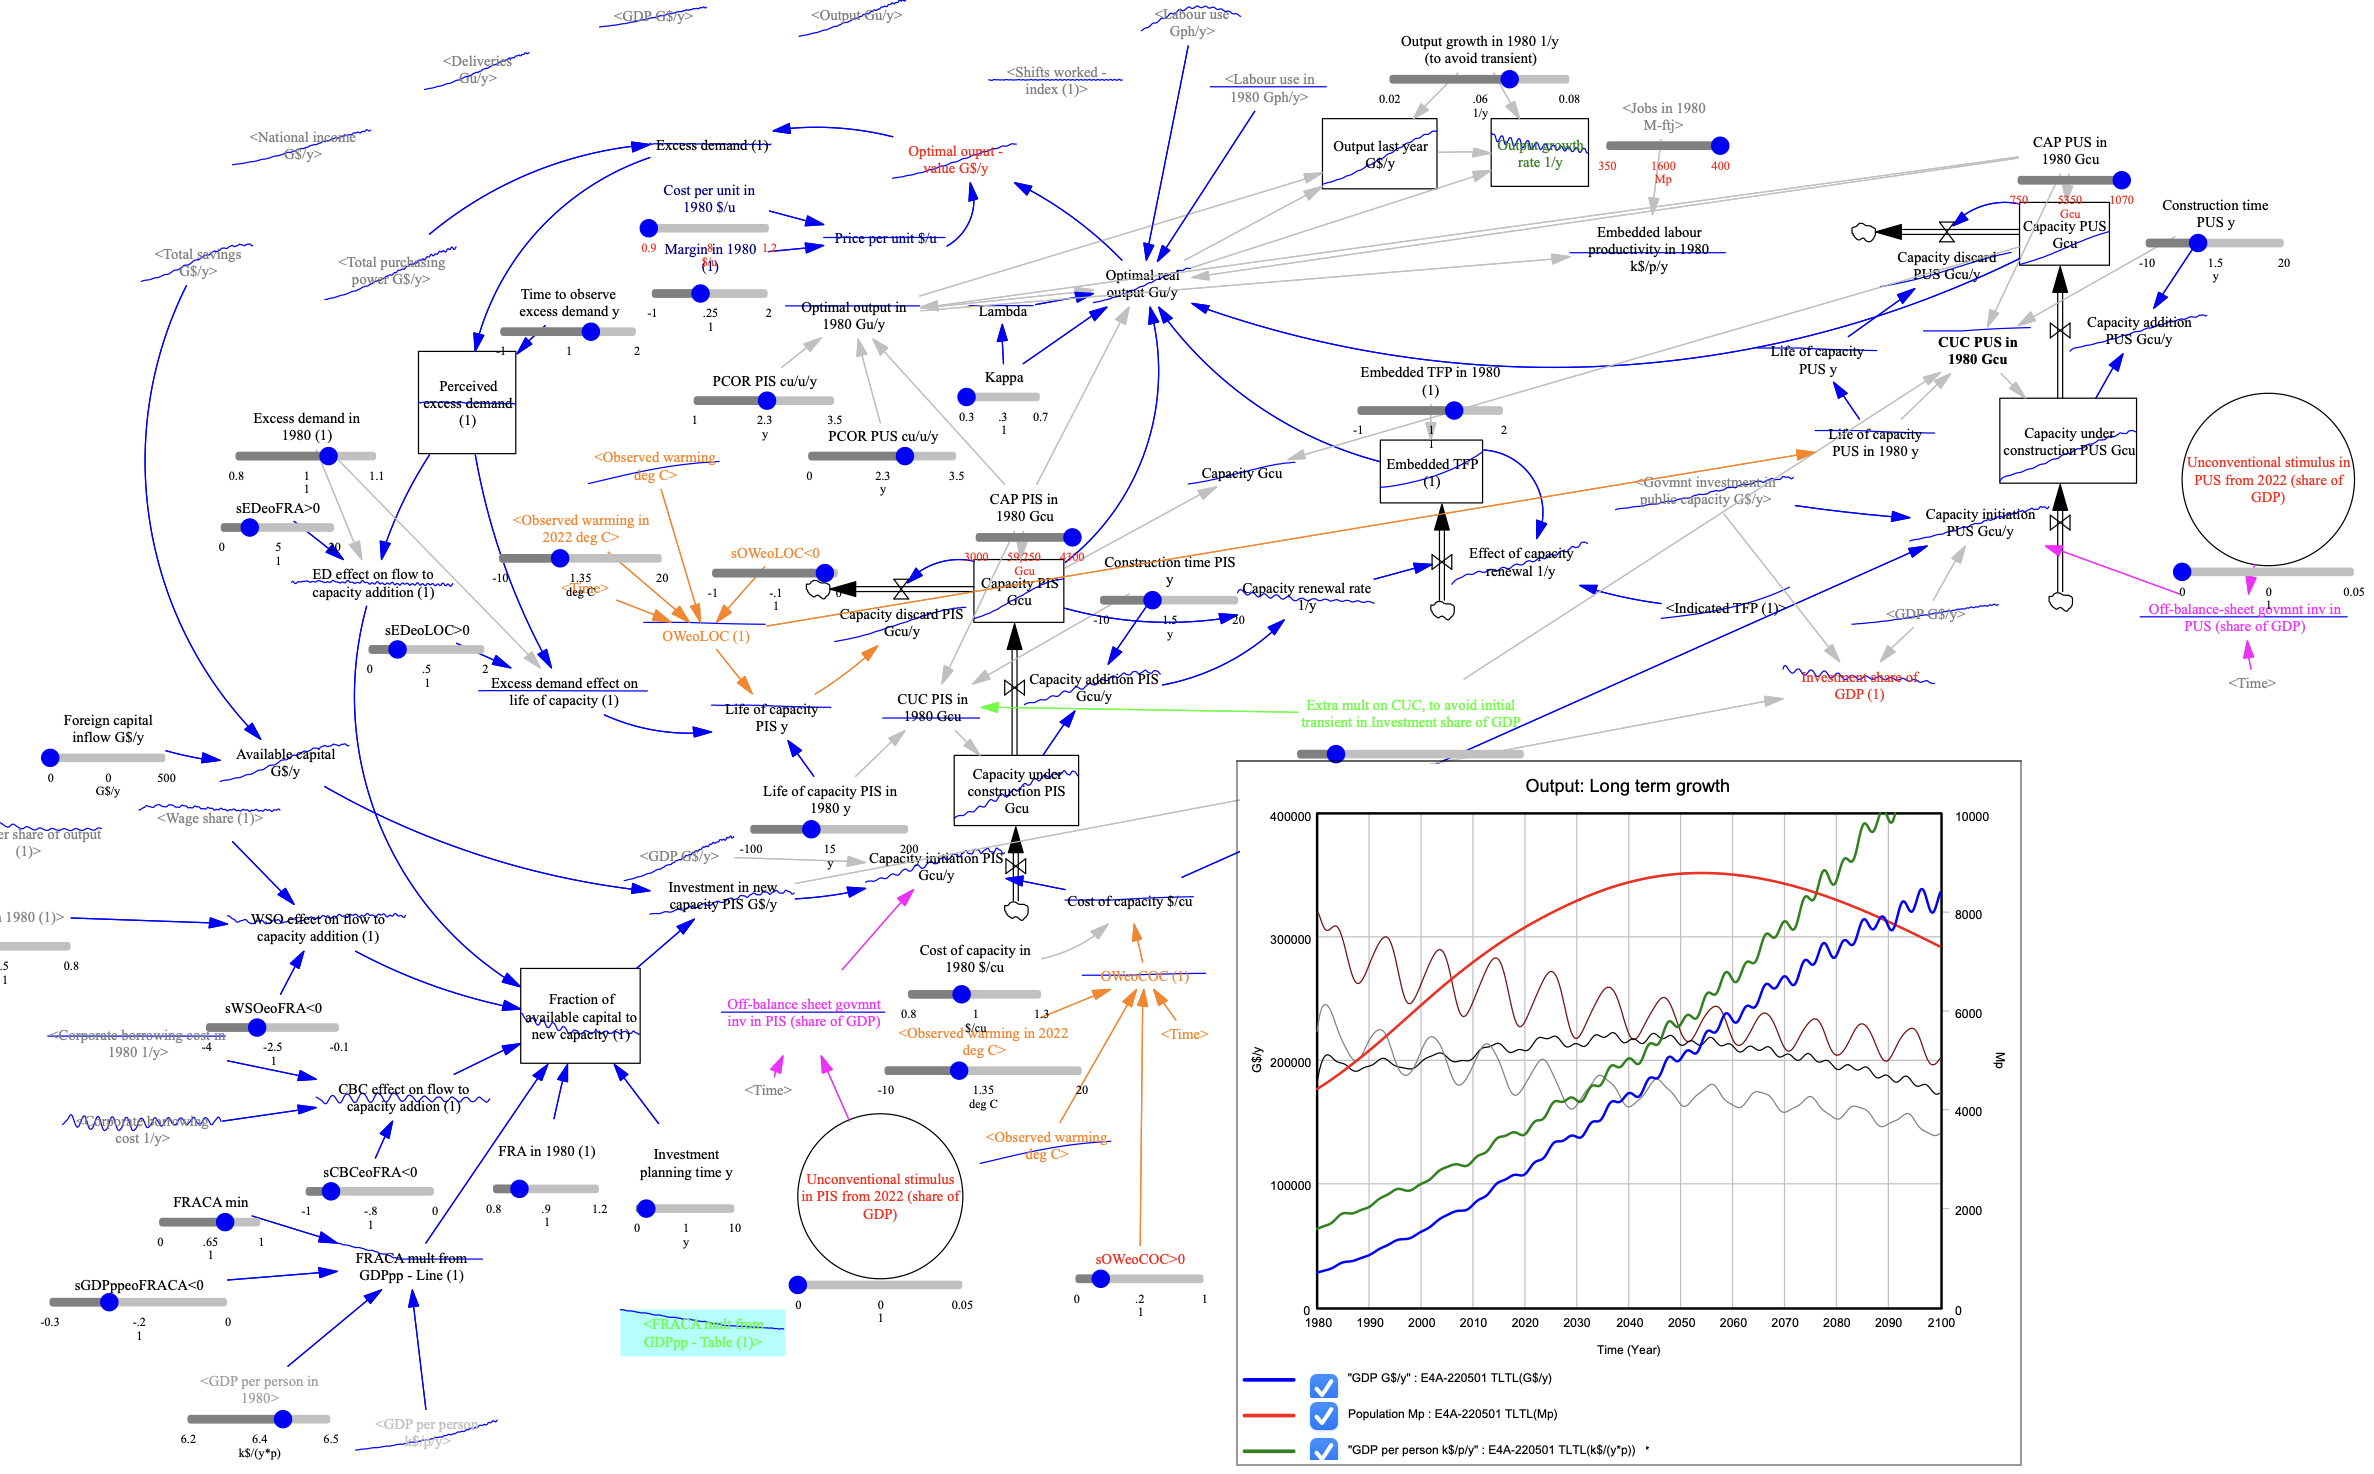 <GDP G$/y>
<Output Gu/y>
<Labour use
Gph/y>
<Deliveries
Gu/y>
<Shifts worked -
index (1)>
<Labour use in
1980 Gph/y>
Output growth in 1980 1/y
(to avoid transient)
0.02
.06
0.08
1/y
<Jobs in 1980
M-ftj>
350
1600
400
Mp
<National income
G$/y>
Excess demand (1)
Optimal ouput -
value G$/y
Output last year
G$/y
Output growth
rate 1/y
CAP PUS in
1980 Gcu
750
5350
1070
Gcu
Cost per unit in
1980 $/u
0.9
.8
1.2
$/u
Margin in 1980
(1)
-1
.25
2
1
Price per unit $/u
Embedded labour
productivity in 1980
k$/p/y
Capacity PUS
Gcu
Construction time
PUS y
-10
1.5
20
y
Capacity discard
PUS Gcu/y
<Total savings
G$/y>
<Total purchasing
power G$/y>
Time to observe
excess demand y
-1
1
2
Optimal real
output Gu/y
Optimal output in
1980 Gu/y
Lambda
Capacity addition
PUS Gcu/y
CUC PUS in
1980 Gcu
Life of capacity
PUS y
Perceived
excess demand
(1)
PCOR PIS cu/u/y
1
2.3
3.5
y
Kappa
0.3
.3
0.7
1
Embedded TFP in 1980
(1)
-1
1
2
1
Excess demand in
1980 (1)
0.8
1
1.1
1
PCOR PUS cu/u/y
0
2.3
3.5
y
Life of capacity
PUS in 1980 y
Capacity under
construction PUS Gcu
Unconventional stimulus in
PUS from 2022 (share of
GDP)
0
0
0.05
1
<Observed warming
deg C>
Capacity Gcu
Embedded TFP
(1)
<Govmnt investment in
public capacity G$/y>
sEDeoFRA>0
0
5
20
1
<Observed warming in
2022 deg C>
-10
1.35
20
deg C
CAP PIS in
1980 Gcu
3000
59250
4300
Gcu
Capacity initiation
PUS Gcu/y
sOWeoLOC<0
-1
-.1
0
1
Construction time PIS
y
-10
1.5
20
y
Effect of capacity
renewal 1/y
ED effect on flow to
capacity addition (1)
<Time>
Capacity PIS
Gcu
Capacity renewal rate
1/y
<Indicated TFP (1)>
<GDP G$/y>
Off-balance-sheet govmnt inv in
PUS (share of GDP)
Capacity discard PIS
Gcu/y
OWeoLOC (1)
sEDeoLOC>0
0
.5
2
1
Excess demand effect on
life of capacity (1)
Capacity addition PIS
Gcu/y
Investment share of
GDP (1)
<Time>
CUC PIS in
1980 Gcu
Life of capacity
PIS y
Extra mult on CUC, to avoid initial
transient in Investment share of GDP
Foreign capital
inflow G$/y
0
0
500
G$/y
Available capital
G$/y
Capacity under
construction PIS
Gcu
Life of capacity PIS in
1980 y
-100
15
200
y
<Wage share (1)>
er share of output
(1)>
<GDP G$/y>
Capacity initiation PIS
Gcu/y
Investment in new
capacity PIS G$/y
Cost of capacity $/cu
1980 (1)>
.5
0.8
1
WSO effect on flow to
capacity addition (1)
Cost of capacity in
1980 $/cu
0.8
1
1.3
$/cu
OWeoCOC (1)
sWSOeoFRA<0
-4
-2.5
-0.1
1
Fraction of
available capital to
new capacity (1)
Off-balance sheet govmnt
inv in PIS (share of GDP)
<Observed warming in 2022
deg C>
-10
1.35
20
deg C
<Time>
<Corporate borrowing cost in
1980 1/y>
<Time>
CBC effect on flow to
capacity addion (1)
<Corporate borrowing
cost 1/y>
<Observed warming
deg C>
FRA in 1980 (1)
0.8
.9
1.2
1
Investment
planning time y
0
1
10
y
sCBCeoFRA<0
-1
-.8
0
1
Unconventional stimulus
in PIS from 2022 (share of
GDP)
0
0
0.05
1
FRACA min
0
.65
1
1
FRACA mult from
GDPpp - Line (1)
sOWeoCOC>0
0
.2
1
1
sGDPppeoFRACA<0
-0.3
-.2
0
1
<FRACA mult from
GDPpp - Table (1)>
<GDP per person in
1980>
6.2
6.4
6.5
k$/(y*p)
<GDP per person
k$/p/y>
Output: Long term growth
400000
300000
200000
100000
0
G$/y
10000
8000
6000
4000
2000
0
Mp
1980 1990 2000 2010 2020 2030 2040 2050 2060 2070 2080 2090 2100
Time (Year)
"GDP G$/y" : E4A-220501 TLTL(G$/y)
Population Mp : E4A-220501 TLTL(Mp)
"GDP per person k$/p/y" : E4A-220501 TLTL(k$/(y*p)) *